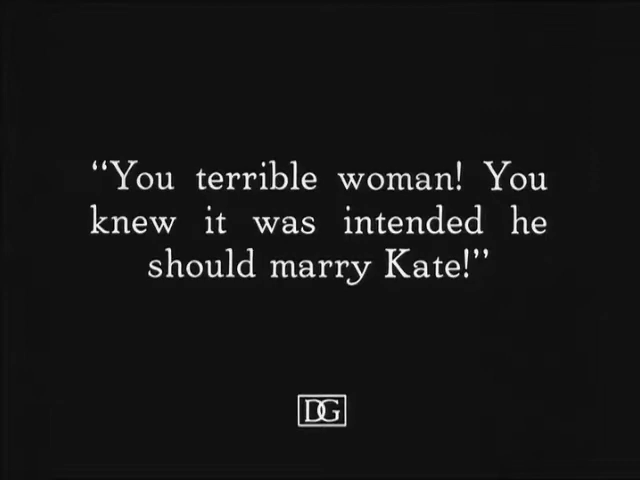 “You terrible woman! You
knew it was intended he
should marry Kate!”
DG